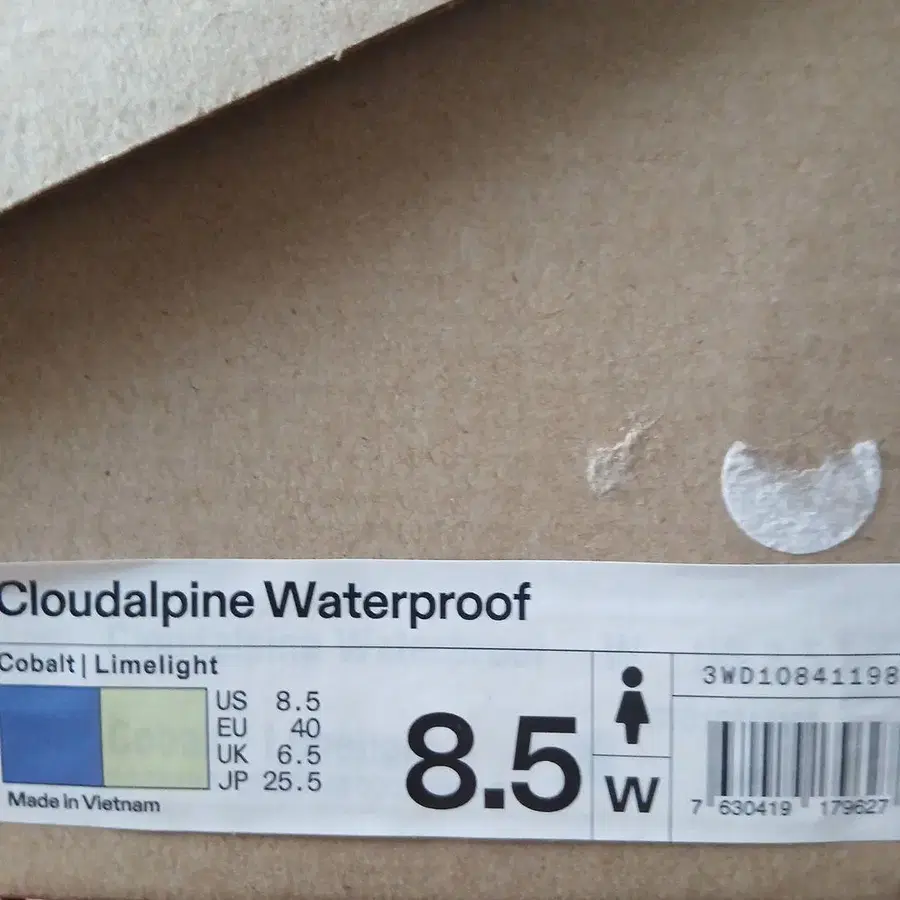 Cloudalpine Waterproof
Cobalt | Limelight
US 8.5
EU 40
UK 6.5
JP 25.5
Made in Vietnam
8.5
W
3WD10841198
7 630419 179627